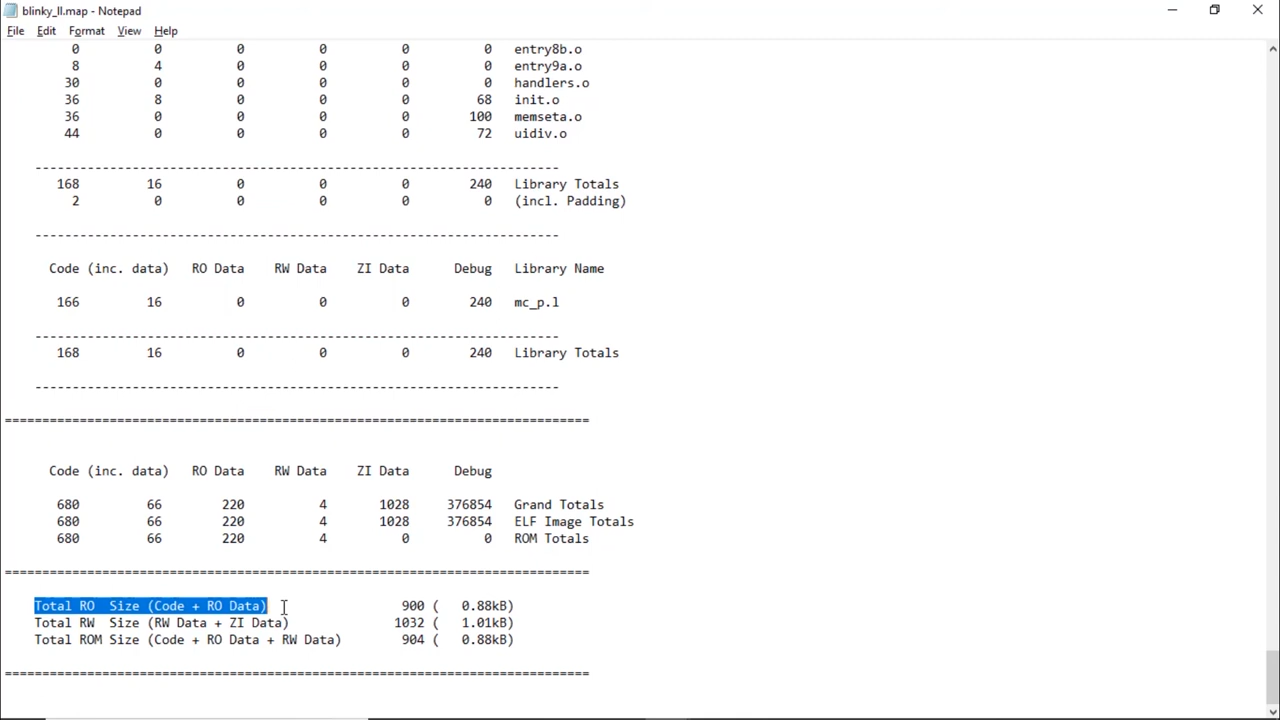 blinky_ll.map - Notepad
File Edit Format View Help
0 0 0 0 0 entry8b.o
8 4 0 0 0 entry9a.o
30 0 0 0 0 handlers.o
36 8 0 0 68 init.o
36 0 0 0 100 memseta.o
44 0 0 0 72 uidiv.o
----------------------------------------------------------------------
168 16 0 0 0 240 Library Totals
2 0 0 0 0 0 (incl. Padding)
----------------------------------------------------------------------
Code (inc. data) RO Data RW Data ZI Data Debug Library Name
166 16 0 0 0 240 mc_p.l
----------------------------------------------------------------------
168 16 0 0 0 240 Library Totals
----------------------------------------------------------------------
==============================================================================
Code (inc. data) RO Data RW Data ZI Data Debug
680 66 220 4 1028 376854 Grand Totals
680 66 220 4 1028 376854 ELF Image Totals
680 66 220 4 0 0 ROM Totals
==============================================================================
Total RO Size (Code + RO Data) 900 ( 0.88kB)
Total RW Size (RW Data + ZI Data) 1032 ( 1.01kB)
Total ROM Size (Code + RO Data + RW Data) 904 ( 0.88kB)
==============================================================================